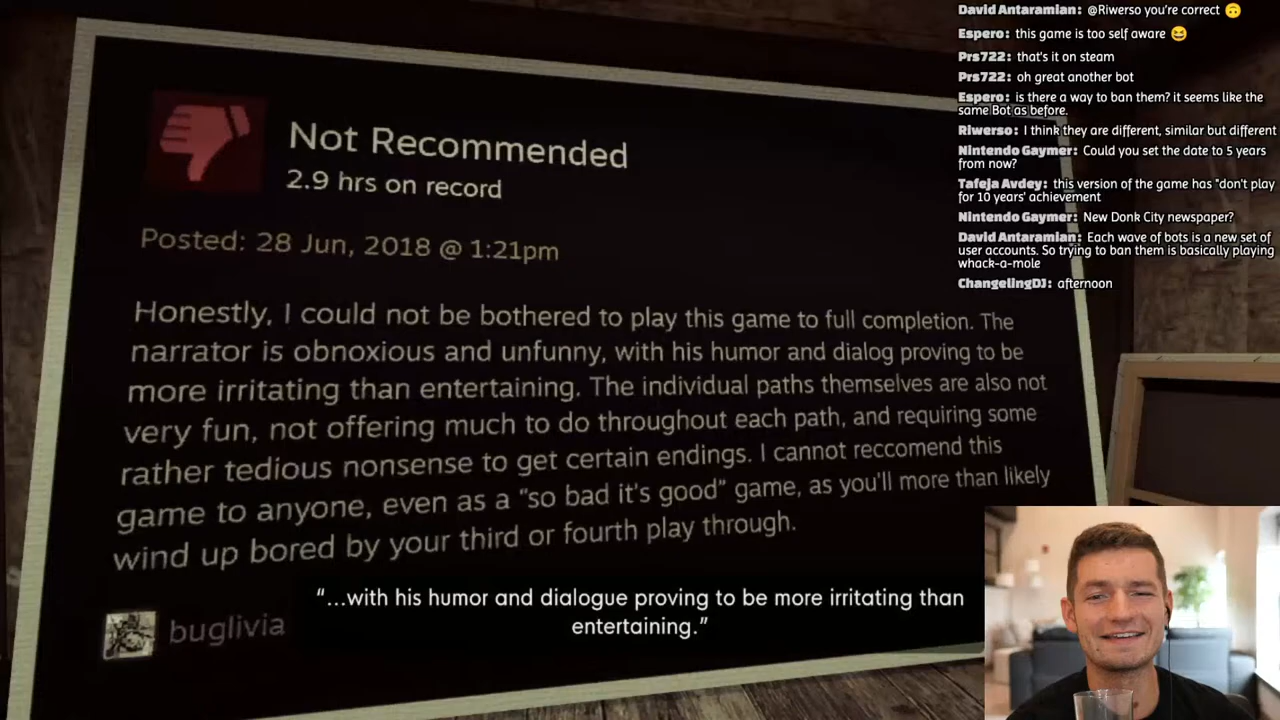 Not Recommended
2.9 hrs on record
Posted: 28 Jun, 2018 @ 1:21pm
Honestly, I could not be bothered to play this game to full completion. The
narrator is obnoxious and unfunny, with his humor and dialog proving to be
more irritating than entertaining. The individual paths themselves are also not
very fun, not offering much to do throughout each path, and requiring some
rather tedious nonsense to get certain endings. I cannot reccomend this
game to anyone, even as a "so bad it's good" game, as you'll more than likely
wind up bored by your third or fourth play through.
buglivia
"...with his humor and dialogue proving to be more irritating than
entertaining."
David Antaramian: @Riwerso you're correct 🙃
Espero: this game is too self aware 😆
Prs722: that's it on steam
Prs722: oh great another bot
Espero: is there a way to ban them? it seems like the
same Bot as before.
Riwerso: I think they are different, similar but different
Nintendo Gaymer: Could you set the date to 5 years
from now?
Tafeja Avdey: this version of the game has "don't play
for 10 years' achievement
Nintendo Gaymer: New Donk City newspaper?
David Antaramian: Each wave of bots is a new set of
user accounts. So trying to ban them is basically playing
whack-a-mole
ChangelingDJ: afternoon